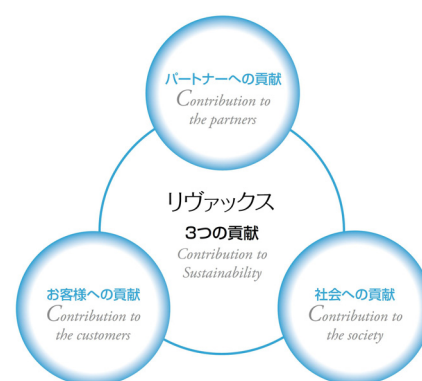 パートナーへの貢献
Contribution to
the partners
リヴァックス
3つの貢献
Contribution to
Sustainability
お客様への貢献
Contribution to
the customers
社会への貢献
Contribution to
the society